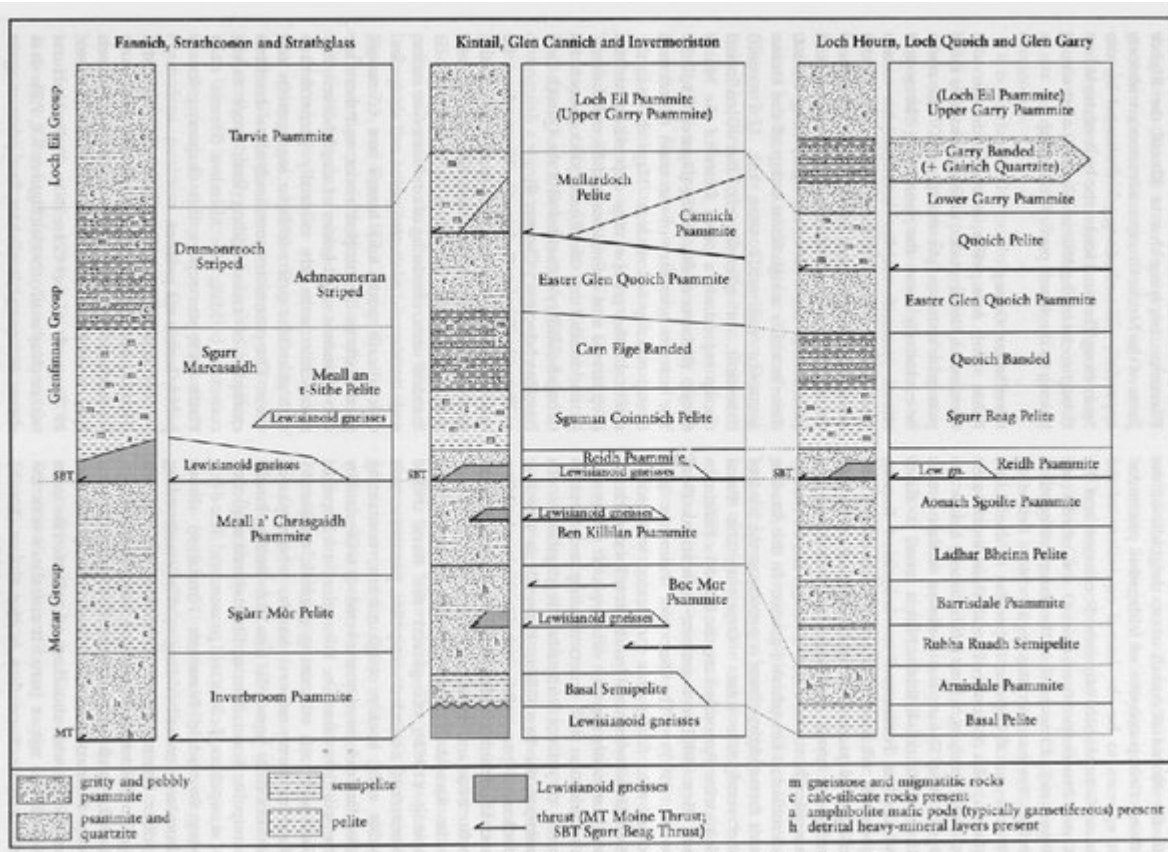 Fannich, Strathconon and Strathglass
Kintail, Glen Cannich and Invermoriston
Loch Hourn, Loch Quoich and Glen Garry
Loch Eil Group
Glenfinnan Group
Morar Group
SBT
MT
Tarvie Psammite
Drumonreoch
Striped
Achnaconeran
Striped
Sgurr
Marcasaidh
Meall an
t-Sithe Pelite
Lewisianoid gneisses
Lewisianoid gneisses
Meall a' Chrasgaidh
Psammite
Sgùrr Mòr Pelite
Inverbroom Psammite
SBT
Loch Eil Psammite
(Upper Garry Psammite)
Mullardoch
Pelite
Cannich
Psammite
Easter Glen Quoich Psammite
Carn Eige Banded
Sguman Coinntich Pelite
Reidh Psammite
Lewisianoid gneisses
Lewisianoid gneisses
Ben Killilan Psammite
Boc Mor
Psammite
Lewisianoid gneisses
Basal Semipelite
Lewisianoid gneisses
SBT
(Loch Eil Psammite)
Upper Garry Psammite
Garry Banded
(+ Gairich Quartzite)
Lower Garry Psammite
Quoich Pelite
Easter Glen Quoich Psammite
Quoich Banded
Sgurr Beag Pelite
Reidh Psammite
Lew. gn.
Aonach Sgoilte Psammite
Ladhar Bheinn Pelite
Barrisdale Psammite
Rubha Ruadh Semipelite
Arnisdale Psammite
Basal Pelite
gritty and pebbly
psammite
psammite and
quartzite
semipelite
pelite
Lewisianoid gneisses
thrust (MT Moine Thrust;
SBT Sgurr Beag Thrust)
m gneissose and migmatitic rocks
c calc-silicate rocks present
a amphibolite mafic pods (typically garnetiferous) present
h detrital heavy-mineral layers present